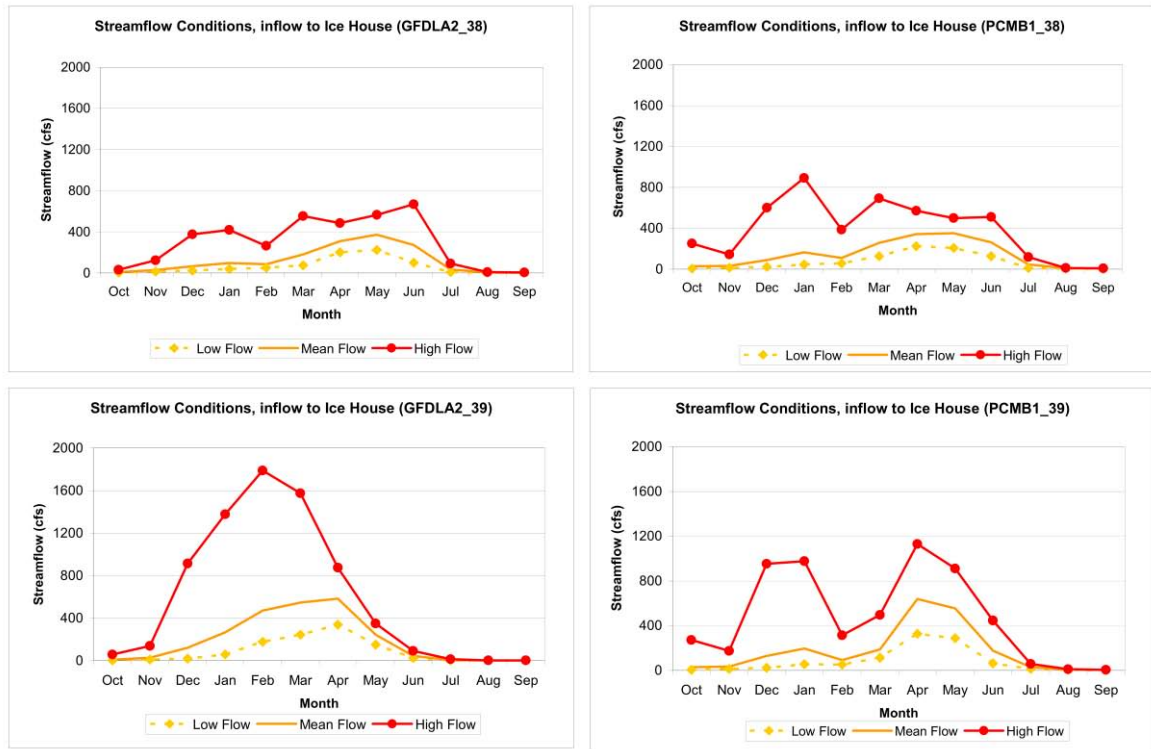 Streamflow Conditions, inflow to Ice House (GFDLA2_38)
2000
1600
1200
800
400
0
Streamflow (cfs)
Oct Nov Dec Jan Feb Mar Apr May Jun Jul Aug Sep
Month
Low Flow Mean Flow High Flow
Streamflow Conditions, inflow to Ice House (PCMB1_38)
2000
1600
1200
800
400
0
Streamflow (cfs)
Oct Nov Dec Jan Feb Mar Apr May Jun Jul Aug Sep
Month
Low Flow Mean Flow High Flow
Streamflow Conditions, inflow to Ice House (GFDLA2_39)
2000
1600
1200
800
400
0
Streamflow (cfs)
Oct Nov Dec Jan Feb Mar Apr May Jun Jul Aug Sep
Month
Low Flow Mean Flow High Flow
Streamflow Conditions, inflow to Ice House (PCMB1_39)
2000
1600
1200
800
400
0
Streamflow (cfs)
Oct Nov Dec Jan Feb Mar Apr May Jun Jul Aug Sep
Month
Low Flow Mean Flow High Flow